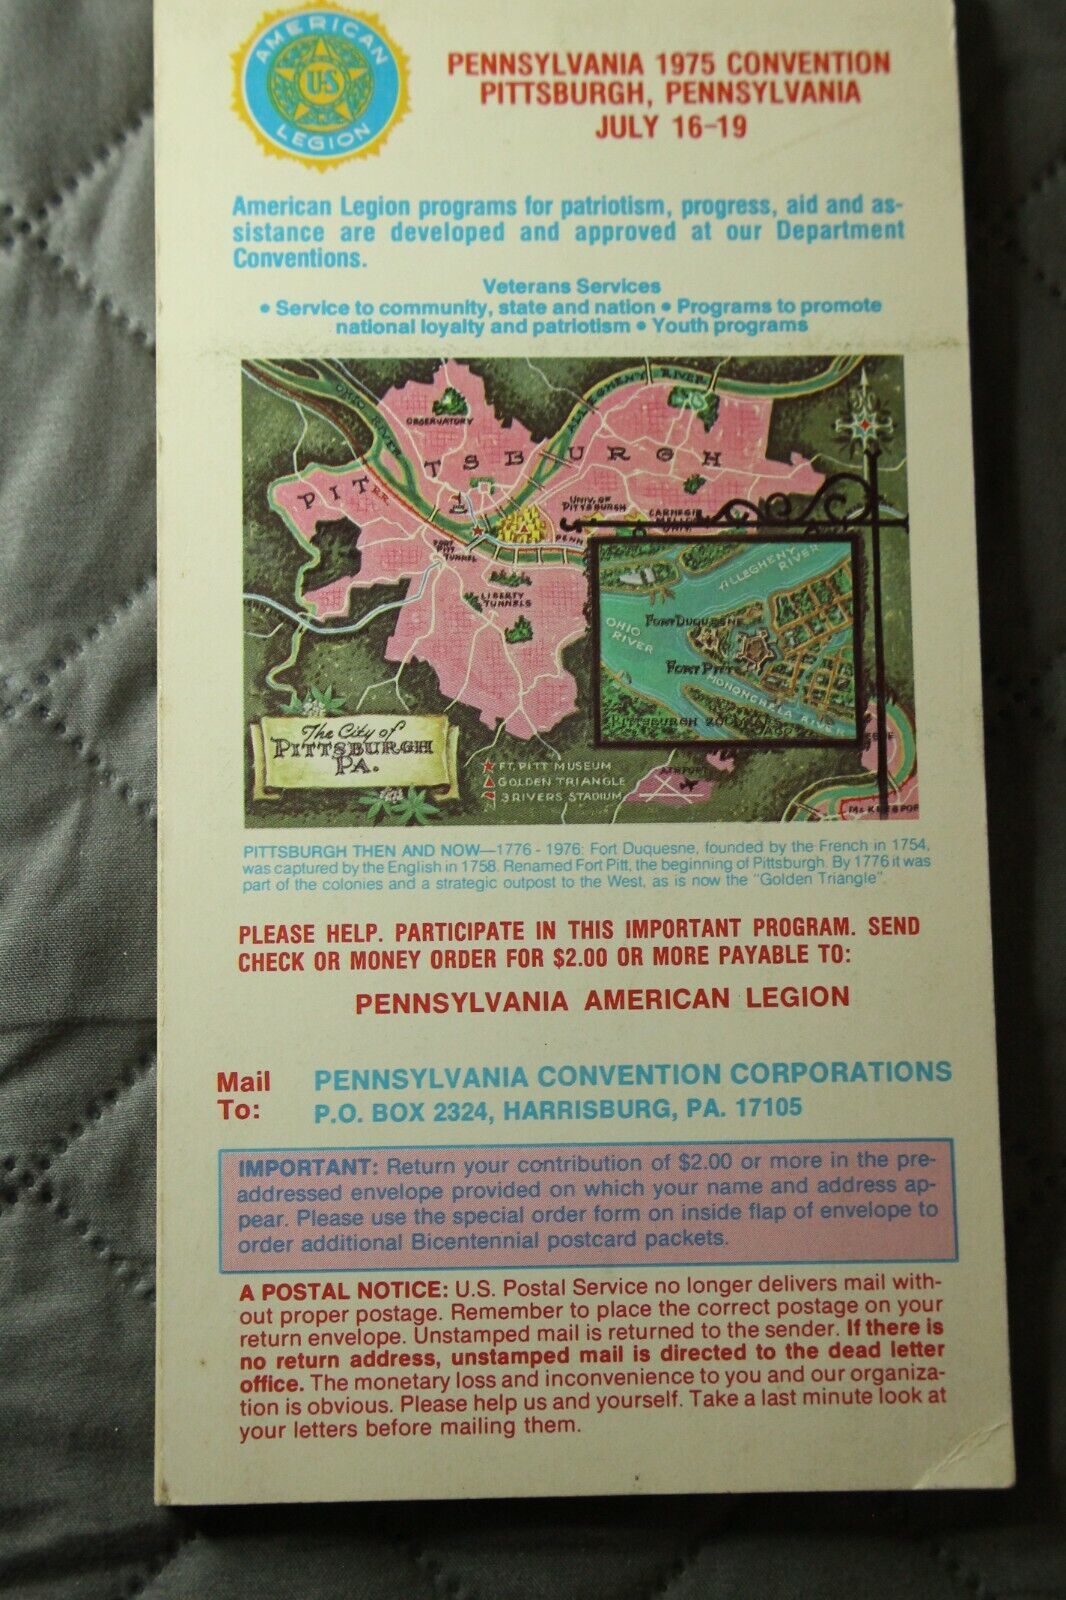 AMERICAN
U·S
LEGION
PENNSYLVANIA 1975 CONVENTION
PITTSBURGH, PENNSYLVANIA
JULY 16-19
American Legion programs for patriotism, progress, aid and as-
sistance are developed and approved at our Department
Conventions.
Veterans Services
• Service to community, state and nation • Programs to promote
national loyalty and patriotism • Youth programs
OHIO RIVER
ALLEGHENY RIVER
OBSERVATORY
PITTSBURGH
R.R.
UNIV. OF
PITTSBURGH
CARNEGIE
MELLON
UNIV.
PENN
FORT
PITT
TUNNEL
LIBERTY
TUNNELS
ALLEGHENY
RIVER
FORT DUQUESNE
OHIO
RIVER
FORT PITT
MONONGAHELA RIVER
PITTSBURGH ZOO
The City of
PITTSBURGH
PA.
FT. PITT MUSEUM
GOLDEN TRIANGLE
3 RIVERS STADIUM
AIRPORT
PITTSBURGH THEN AND NOW—1776 - 1976: Fort Duquesne, founded by the French in 1754,
was captured by the English in 1758. Renamed Fort Pitt, the beginning of Pittsburgh. By 1776 it was
part of the colonies and a strategic outpost to the West, as is now the "Golden Triangle".
PLEASE HELP. PARTICIPATE IN THIS IMPORTANT PROGRAM. SEND
CHECK OR MONEY ORDER FOR $2.00 OR MORE PAYABLE TO:
PENNSYLVANIA AMERICAN LEGION
Mail To:
PENNSYLVANIA CONVENTION CORPORATIONS
P.O. BOX 2324, HARRISBURG, PA. 17105
IMPORTANT: Return your contribution of $2.00 or more in the pre-
addressed envelope provided on which your name and address ap-
pear. Please use the special order form on inside flap of envelope to
order additional Bicentennial postcard packets.
A POSTAL NOTICE: U.S. Postal Service no longer delivers mail with-
out proper postage. Remember to place the correct postage on your
return envelope. Unstamped mail is returned to the sender. If there is
no return address, unstamped mail is directed to the dead letter
office. The monetary loss and inconvenience to you and our organiza-
tion is obvious. Please help us and yourself. Take a last minute look at
your letters before mailing them.